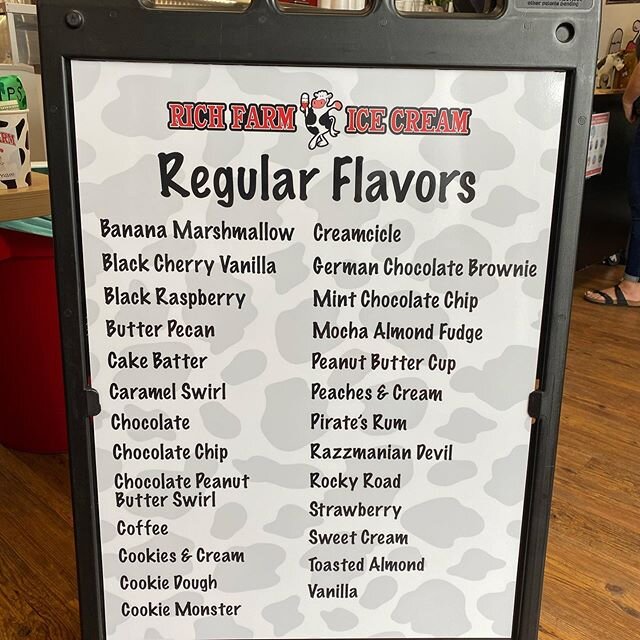 other patents pending
RICH FARM ICE CREAM
Regular Flavors
Banana Marshmallow
Black Cherry Vanilla
Black Raspberry
Butter Pecan
Cake Batter
Caramel Swirl
Chocolate
Chocolate Chip
Chocolate Peanut
Butter Swirl
Coffee
Cookies & Cream
Cookie Dough
Cookie Monster
Creamcicle
German Chocolate Brownie
Mint Chocolate Chip
Mocha Almond Fudge
Peanut Butter Cup
Peaches & Cream
Pirate's Rum
Razzmanian Devil
Rocky Road
Strawberry
Sweet Cream
Toasted Almond
Vanilla